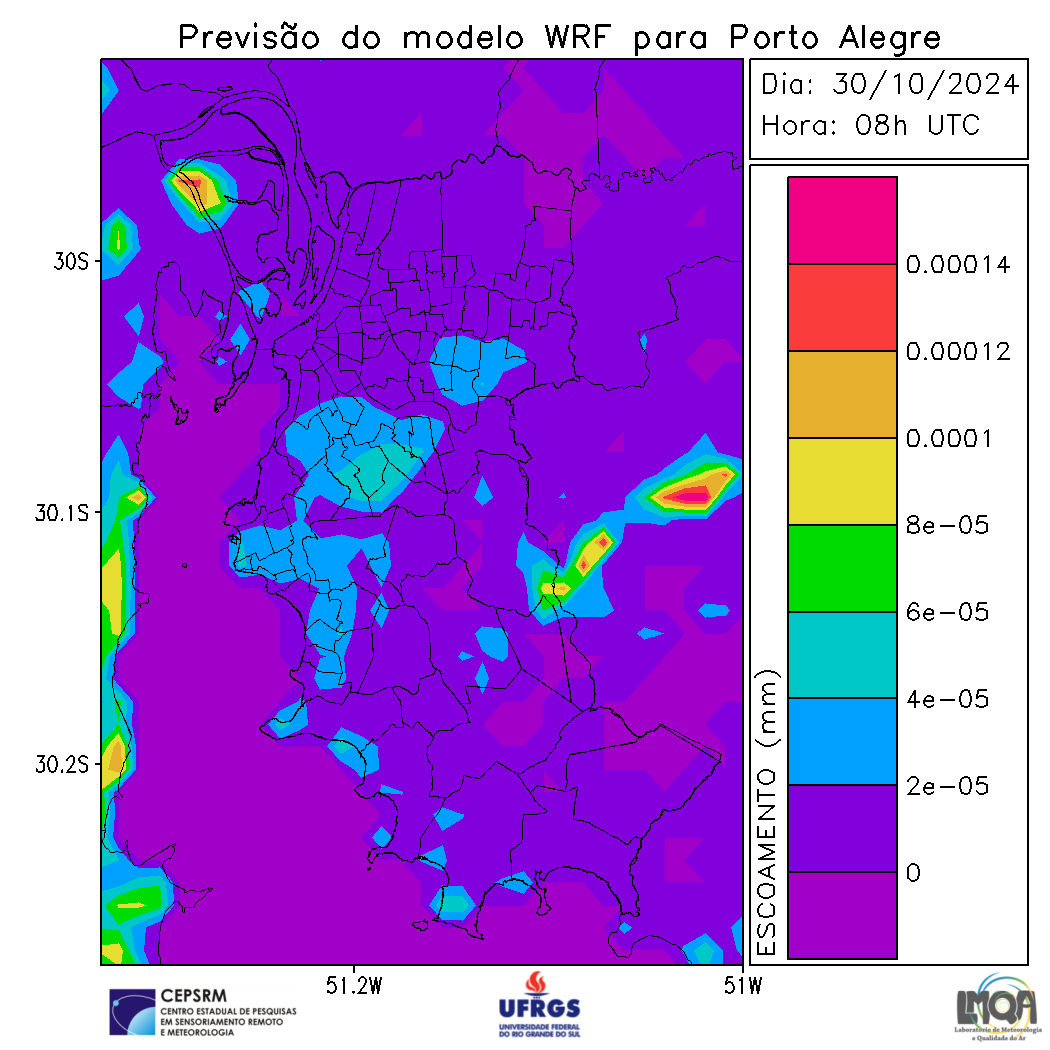 Previsão do modelo WRF para Porto Alegre
Dia: 30/10/2024
Hora: 08h UTC
30S
30.1S
30.2S
51.2W
51W
0.00014
0.00012
0.0001
8e-05
6e-05
4e-05
2e-05
0
ESCOAMENTO (mm)
CEPSRM
CENTRO ESTADUAL DE PESQUISAS
EM SENSORIAMENTO REMOTO
E METEOROLOGIA
UFRGS
UNIVERSIDADE FEDERAL
DO RIO GRANDE DO SUL
LMQA
Laboratório de Meteorologia
e Qualidade do Ar